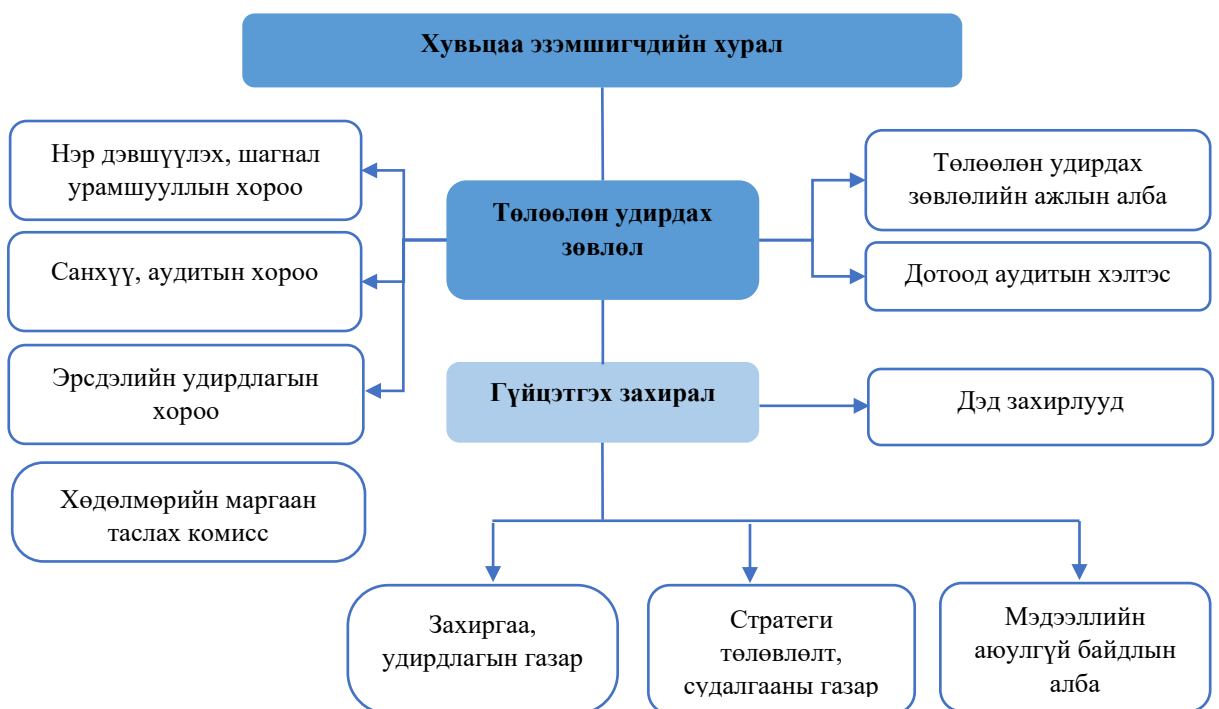 Хувьцаа эзэмшигчдийн хурал
Нэр дэвшүүлэх, шагнал
урамшууллын хороо
Төлөөлөн удирдах
зөвлөлийн ажлын алба
Төлөөлөн удирдах
зөвлөл
Санхүү, аудитын хороо
Дотоод аудитын хэлтэс
Эрсдэлийн удирдлагын
хороо
Гүйцэтгэх захирал
Дэд захирлууд
Хөдөлмөрийн маргаан
таслах комисс
Захиргаа,
удирдлагын газар
Стратеги
төлөвлөлт,
судалгааны газар
Мэдээллийн
аюулгүй байдлын
алба